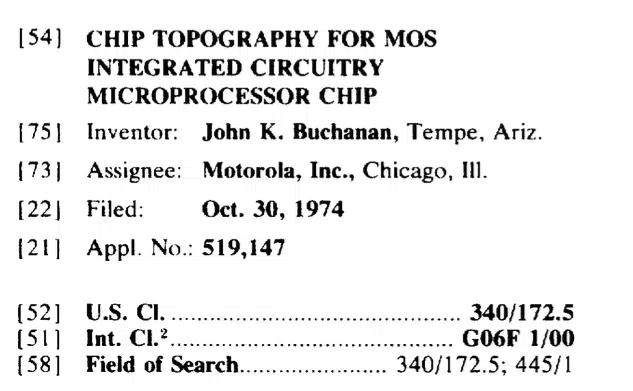 [54] CHIP TOPOGRAPHY FOR MOS
INTEGRATED CIRCUITRY
MICROPROCESSOR CHIP
[75] Inventor: John K. Buchanan, Tempe, Ariz.
[73] Assignee: Motorola, Inc., Chicago, Ill.
[22] Filed: Oct. 30, 1974
[21] Appl. No.: 519,147
[52] U.S. Cl. .............................................. 340/172.5
[51] Int. Cl.²............................................. G06F 1/00
[58] Field of Search....................... 340/172.5; 445/1